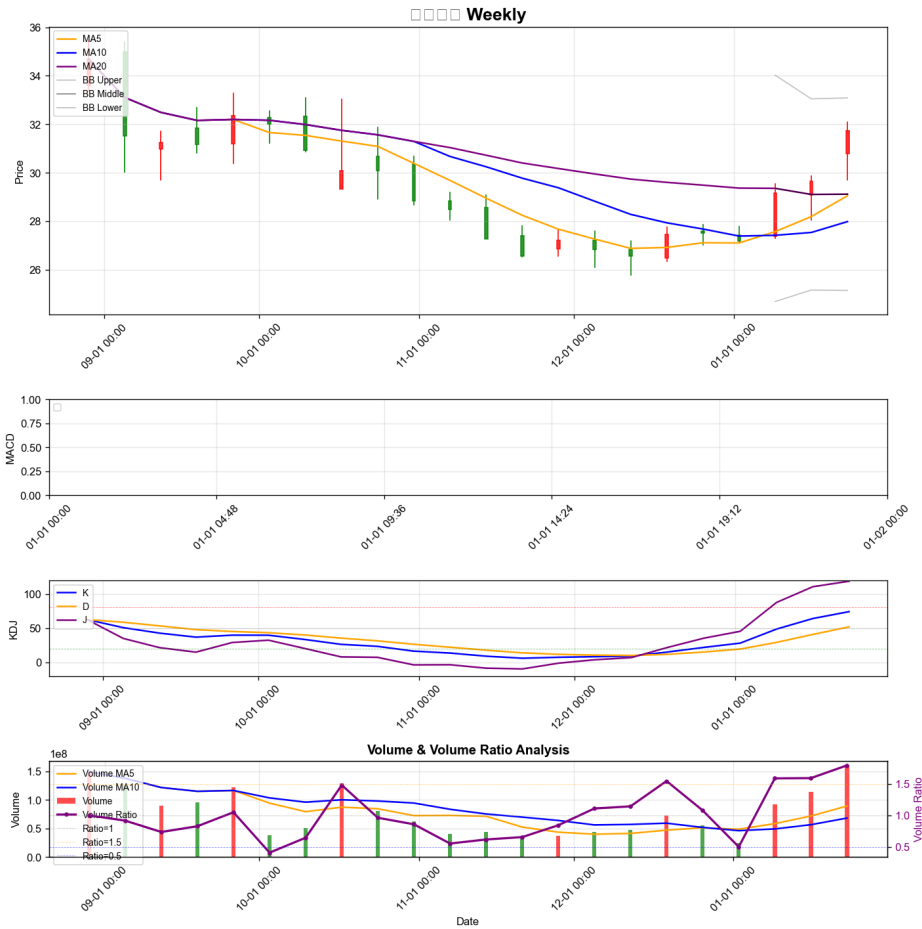 □□□□ Weekly
MA5
MA10
MA20
BB Upper
BB Middle
BB Lower
Price
36
34
32
30
28
26
09-01 00:00
10-01 00:00
11-01 00:00
12-01 00:00
01-01 00:00
MACD
1.00
0.75
0.50
0.25
0.00
□
01-01 00:00
01-01 04:48
01-01 09:36
01-01 14:24
01-01 19:12
01-02 00:00
KDJ
100
50
0
K
D
J
09-01 00:00
10-01 00:00
11-01 00:00
12-01 00:00
01-01 00:00
Volume & Volume Ratio Analysis
1e8
Volume
1.5
1.0
0.5
0.0
Volume MA5
Volume MA10
Volume
Volume Ratio
Ratio=1
Ratio=1.5
Ratio=0.5
1.5
1.0
0.5
Volume Ratio
09-01 00:00
10-01 00:00
11-01 00:00
12-01 00:00
01-01 00:00
Date